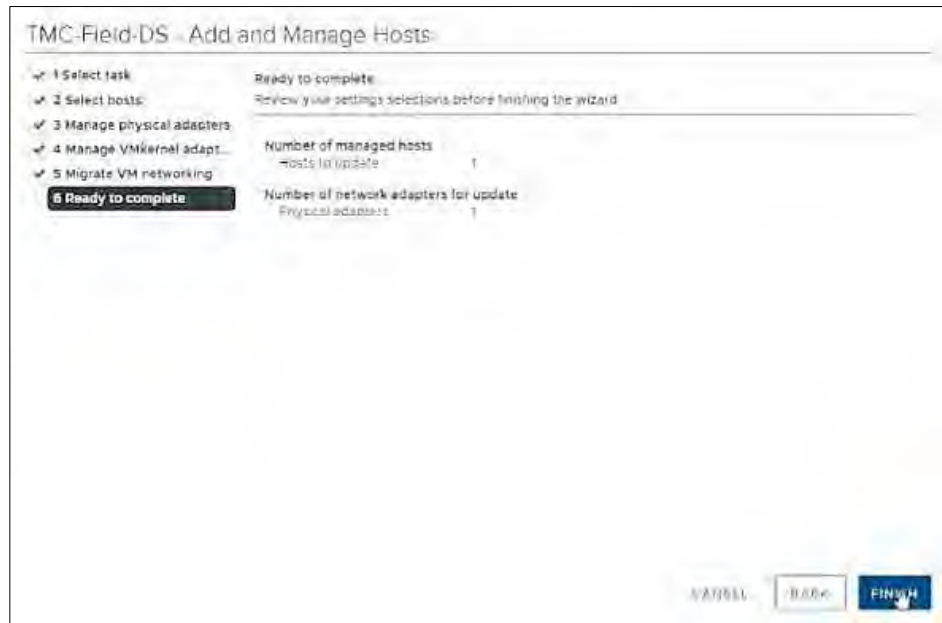 TMC-Field-DS - Add and Manage Hosts
✓ 1 Select task
✓ 2 Select hosts
✓ 3 Manage physical adapters
✓ 4 Manage VMkernel adapt...
✓ 5 Migrate VM networking
6 Ready to complete
Ready to complete
Review your settings selections before finishing the wizard
Number of managed hosts
Hosts to update 1
Number of network adapters for update
Physical adapters 1
CANCEL BACK FINISH